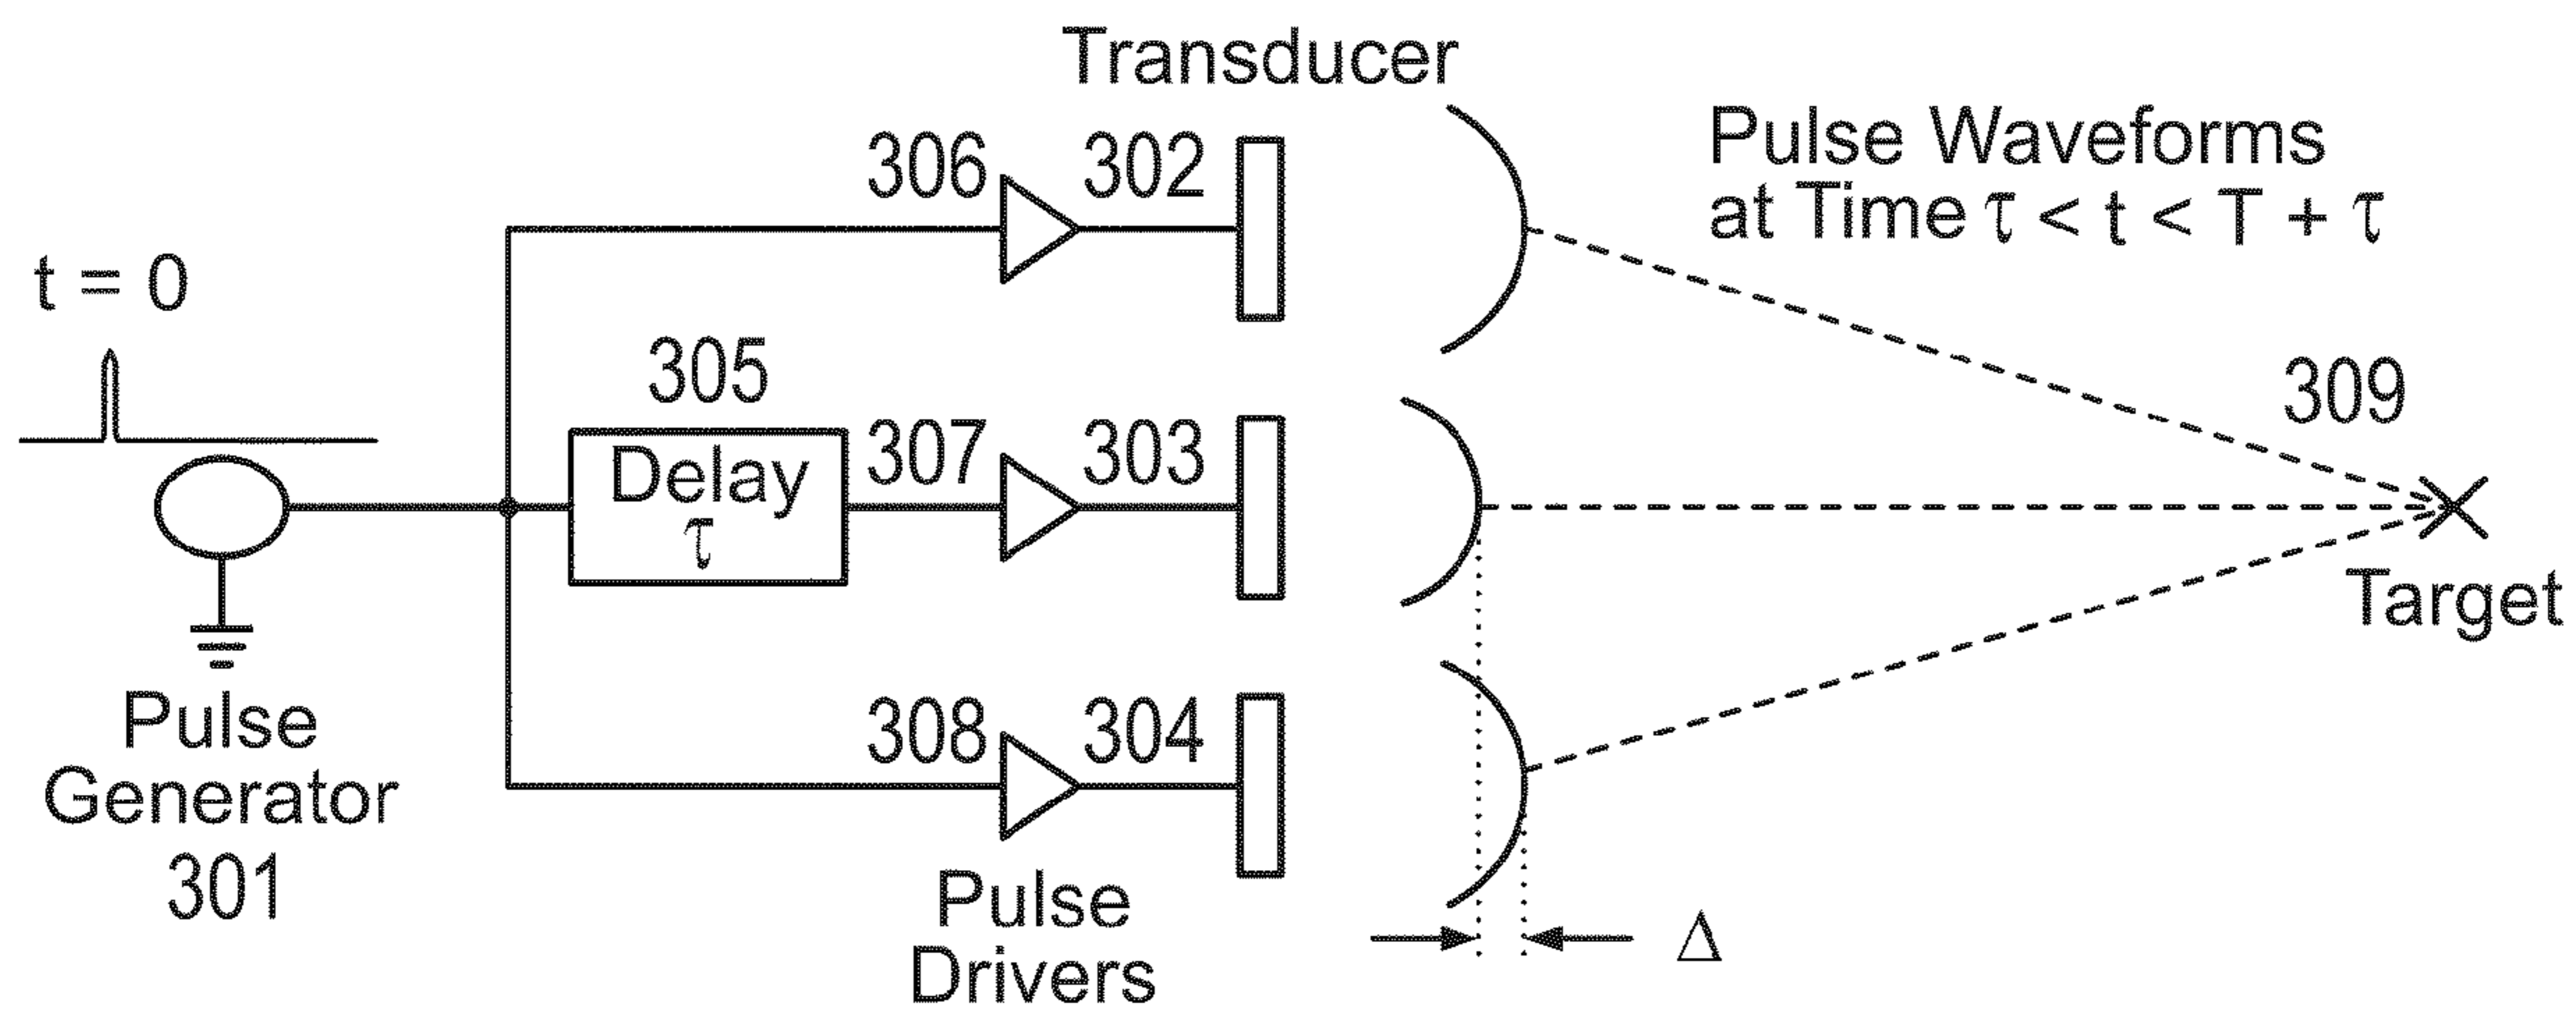 Transducer
Pulse Waveforms
at Time τ < t < T + τ
306
302
t = 0
305
309
Delay
τ
307
303
Target
Pulse
Generator
301
308
304
Pulse
Drivers
Δ